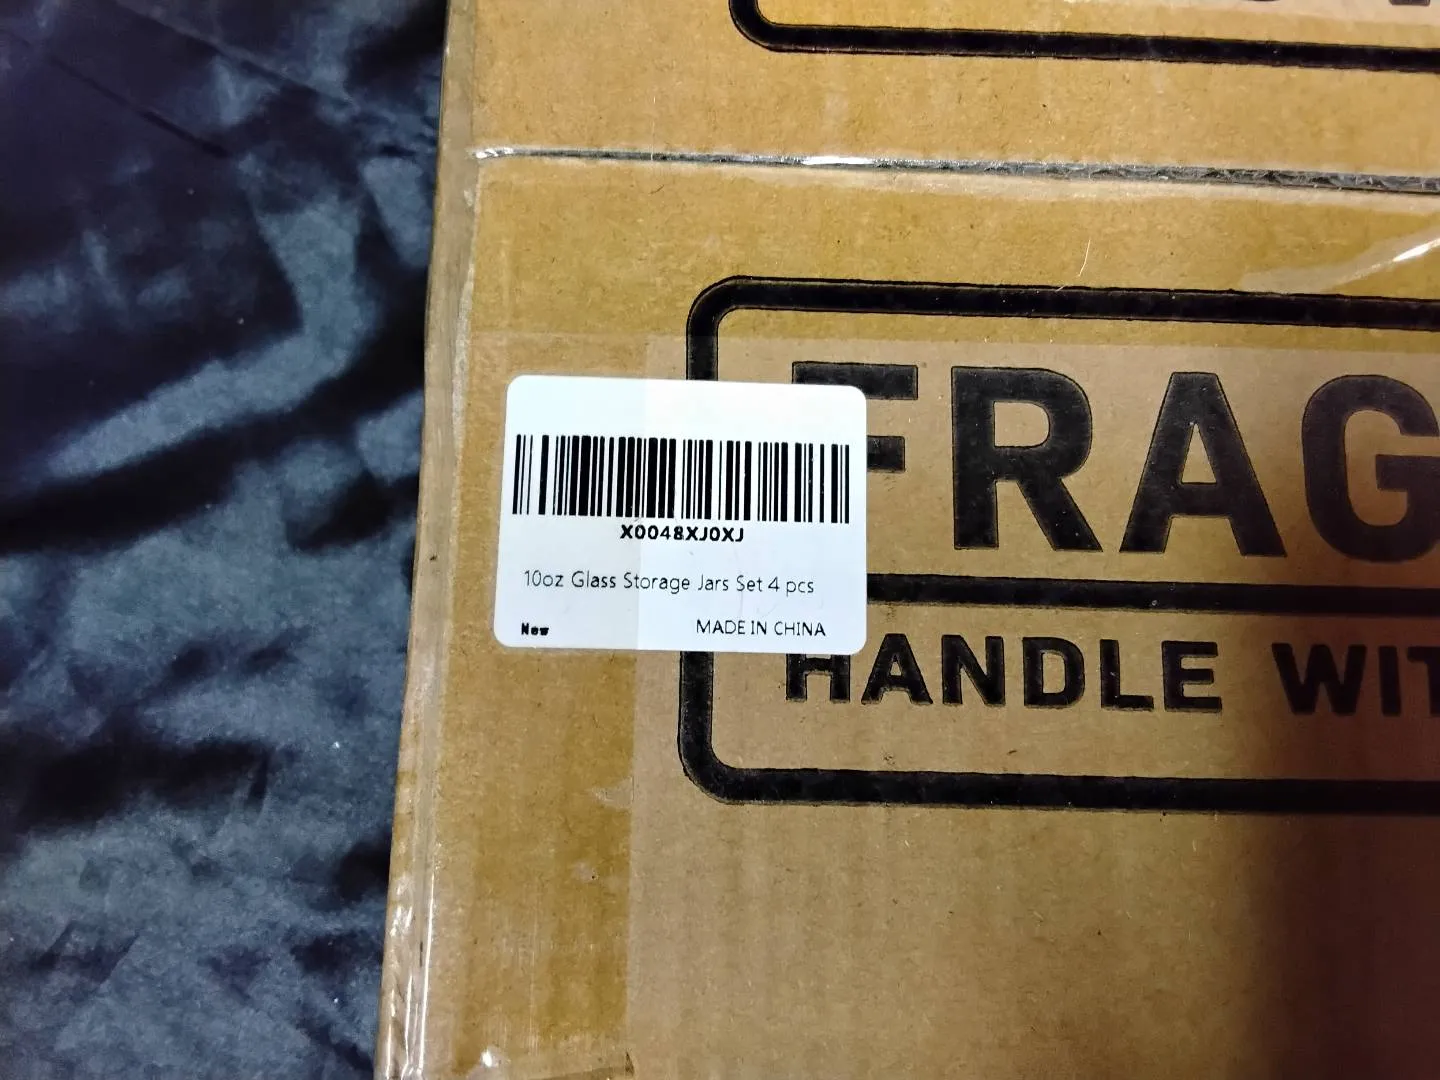 X0048XJ0XJ
10oz Glass Storage Jars Set 4 pcs
New MADE IN CHINA
FRAG
HANDLE WIT